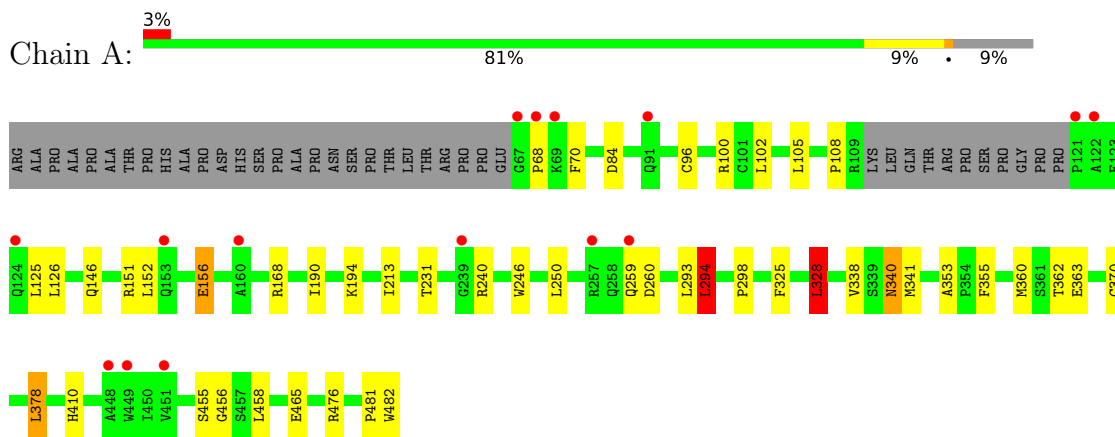 3%
Chain A:
81% 9% • 9%
ARG ALA PRO ALA PRO ALA THR PRO HIS ALA PRO ASP HIS SER PRO ALA PRO ASN SER PRO THR LEU THR ARG PRO PRO GLU G67 P68 K69 F70 D84 Q91 C96 R100 C101 L102 L105 P108 R109 LYS LEU GLN THR ARG PRO SER PRO GLY PRO PRO P121 A122 E123
Q124 L125 L126 Q146 R151 L152 Q153 E156 A160 R168 I190 K194 I213 T231 G239 R240 W246 L250 R257 Q258 Q259 D260 L293 L294 P298 F325 L328 V338 S339 N340 M341 A353 P354 F355 M360 S361 T362 E363
L378 H410 A448 W449 I450 V451 S455 G456 S457 L458 E465 R476 P481 W482